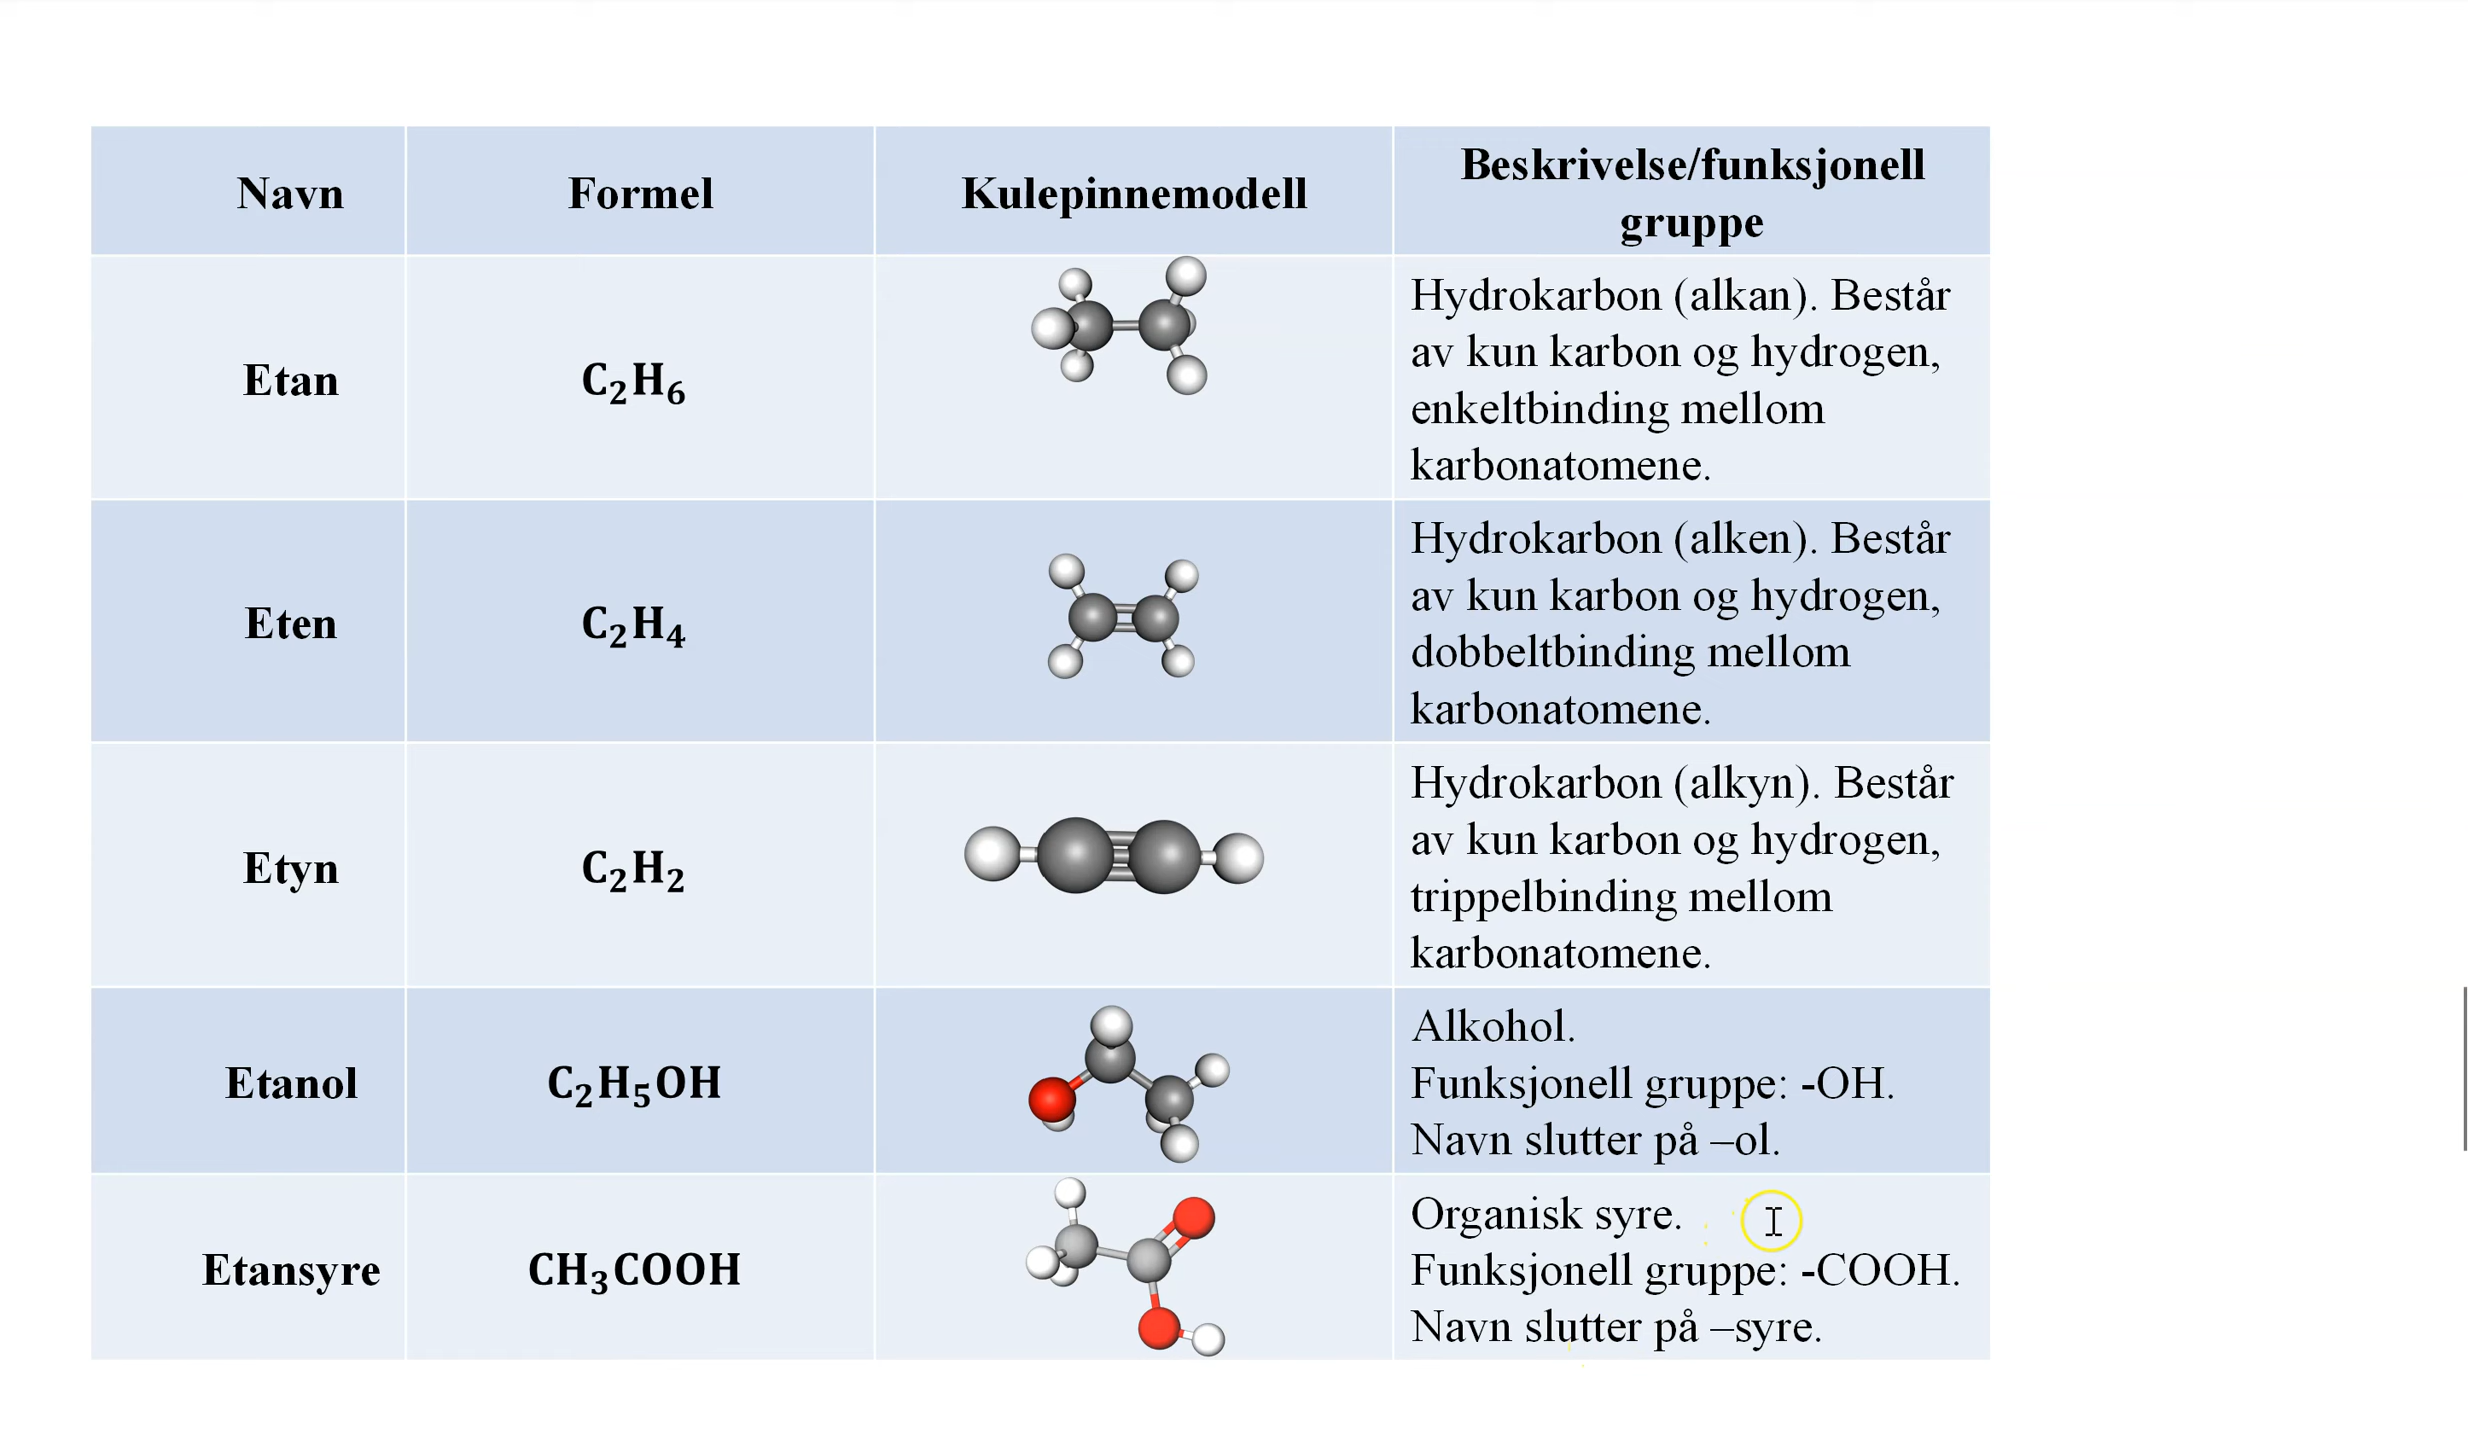 Navn
Formel
Kulepinnemodell
Beskrivelse/funksjonell
gruppe
Etan
C₂H₆
Hydrokarbon (alkan). Består
av kun karbon og hydrogen,
enkeltbinding mellom
karbonatomene.
Eten
C₂H₄
Hydrokarbon (alken). Består
av kun karbon og hydrogen,
dobbeltbinding mellom
karbonatomene.
Etyn
C₂H₂
Hydrokarbon (alkyn). Består
av kun karbon og hydrogen,
trippelbinding mellom
karbonatomene.
Etanol
C₂H₅OH
Alkohol.
Funksjonell gruppe: -OH.
Navn slutter på –ol.
Etansyre
CH₃COOH
Organisk syre.
Funksjonell gruppe: -COOH.
Navn slutter på –syre.